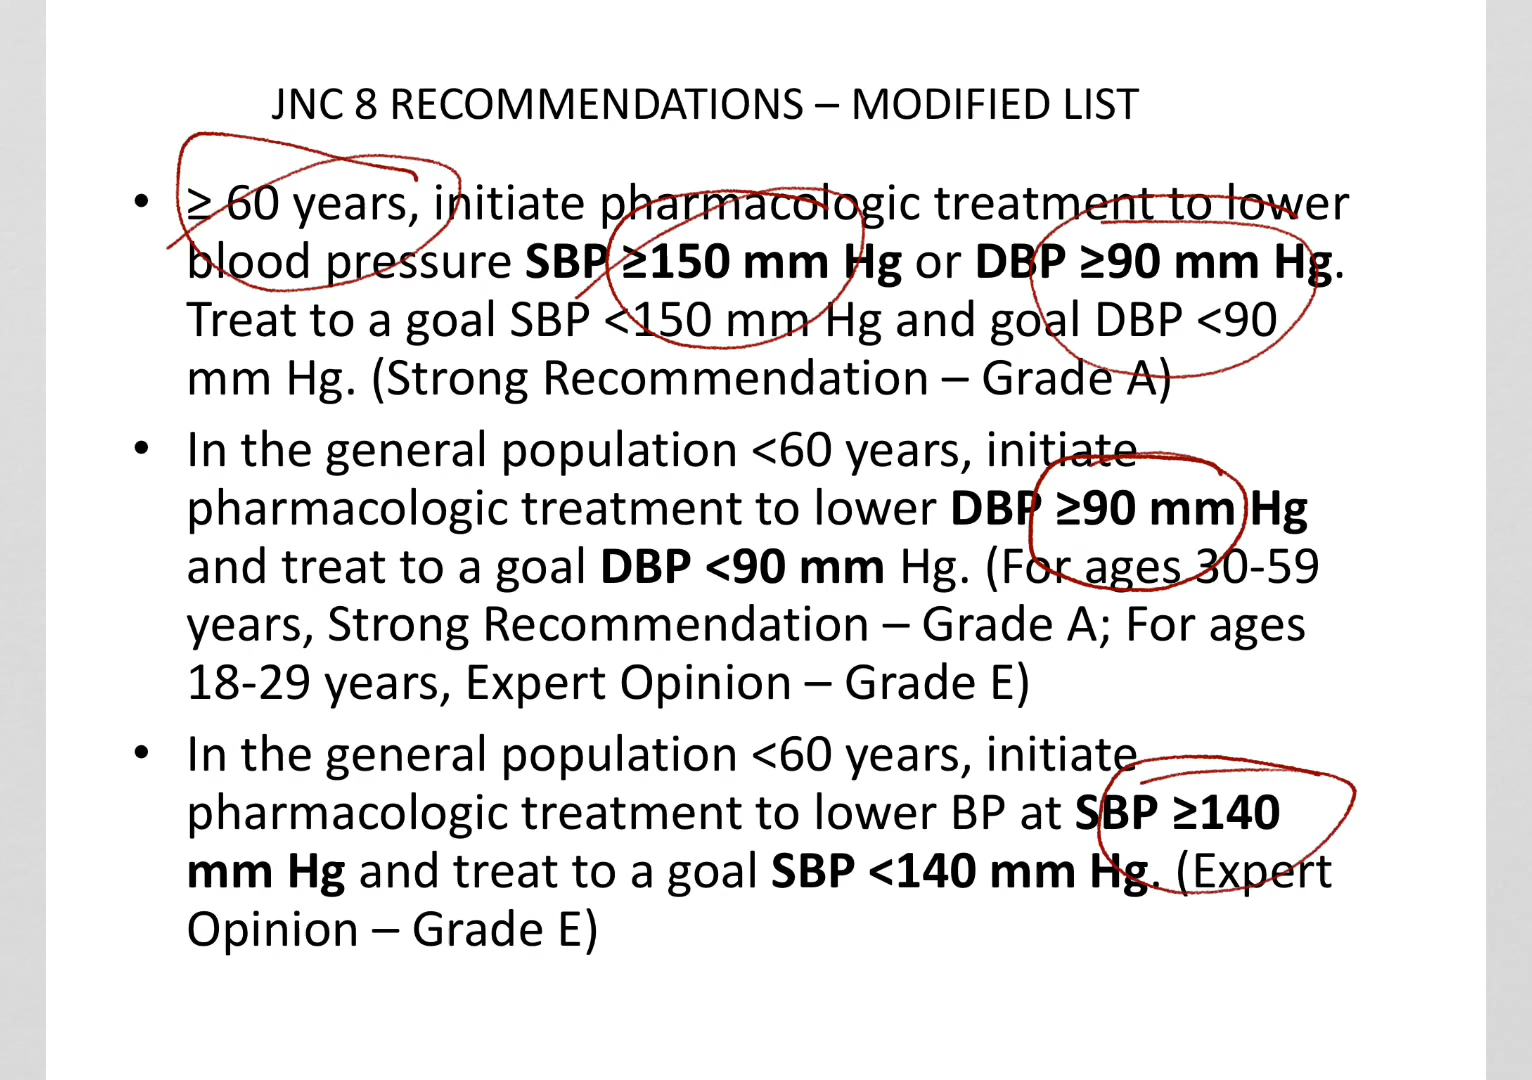 JNC 8 RECOMMENDATIONS – MODIFIED LIST
• ≥ 60 years, initiate pharmacologic treatment to lower
blood pressure SBP ≥150 mm Hg or DBP ≥90 mm Hg.
Treat to a goal SBP <150 mm Hg and goal DBP <90
mm Hg. (Strong Recommendation – Grade A)
• In the general population <60 years, initiate
pharmacologic treatment to lower DBP ≥90 mm Hg
and treat to a goal DBP <90 mm Hg. (For ages 30-59
years, Strong Recommendation – Grade A; For ages
18-29 years, Expert Opinion – Grade E)
• In the general population <60 years, initiate
pharmacologic treatment to lower BP at SBP ≥140
mm Hg and treat to a goal SBP <140 mm Hg. (Expert
Opinion – Grade E)